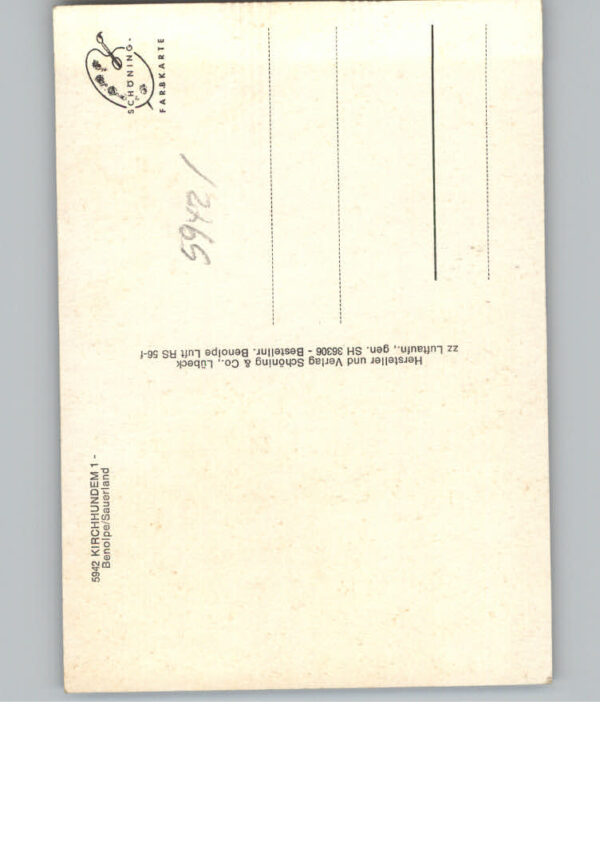 5942 KIRCHHUNDEM 1 -
Benolpe/Sauerland
Hersteller und Verlag Schöning & Co., Lübeck
zz Luftaufn., gen. SH 36306 - Bestellnr. Benolpe Luft RS 56-f
SCHÖNING-
FARBKARTE
5942 /